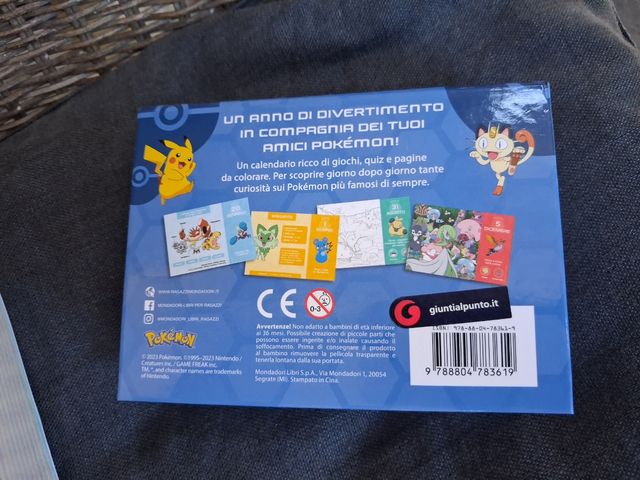 UN ANNO DI DIVERTIMENTO
IN COMPAGNIA DEI TUOI
AMICI POKÉMON!
Un calendario ricco di giochi, quiz e pagine
da colorare. Per scoprire giorno dopo giorno tante
curiosità sui Pokémon più famosi di sempre.
20
31
AGOSTO
5
DICEMBRE
WWW.RAGAZZIMONDADORI.IT
MONDADORI LIBRI PER RAGAZZI
@MONDADORI_LIBRI_RAGAZZI
POKÉMON
© 2023 Pokémon. ©1995–2023 Nintendo /
Creatures Inc. / GAME FREAK inc.
TM, ®, and character names are trademarks
of Nintendo.
CE
0-3
Avvertenze! Non adatto a bambini di età inferiore
ai 36 mesi. Possibile creazione di piccole parti che
possono essere ingerite e/o inalate causando il
soffocamento. Prima di consegnare il prodotto
al bambino rimuovere la pellicola trasparente e
tenerla lontana dalla sua portata.
Mondadori Libri S.p.A., Via Mondadori 1, 20054
Segrate (MI). Stampato in Cina.
giuntialpunto.it
ISBN: 978-88-04-78361-9
9 788804 783619